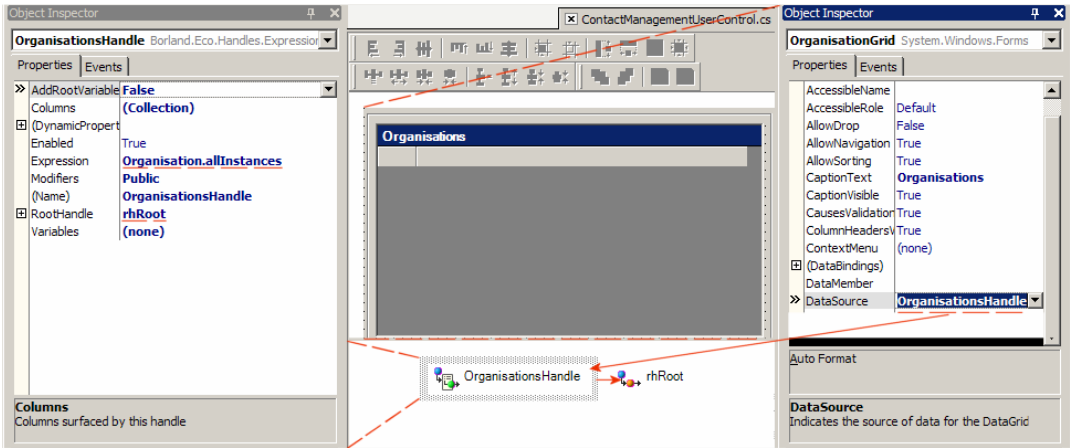 Object Inspector
OrganisationsHandle Borland.Eco.Handles.Expression
Properties Events
AddRootVariable False
Columns (Collection)
(DynamicPropert
Enabled True
Expression Organisation.allInstances
Modifiers Public
(Name) OrganisationsHandle
RootHandle rhRoot
Variables (none)
Columns
Columns surfaced by this handle
ContactManagementUserControl.cs
Organisations
OrganisationsHandle
rhRoot
Object Inspector
OrganisationGrid System.Windows.Forms
Properties Events
AccessibleName
AccessibleRole Default
AllowDrop False
AllowNavigation True
AllowSorting True
CaptionText Organisations
CaptionVisible True
CausesValidation True
ColumnHeadersV True
ContextMenu (none)
(DataBindings)
DataMember
DataSource OrganisationsHandle
Auto Format
DataSource
Indicates the source of data for the DataGrid